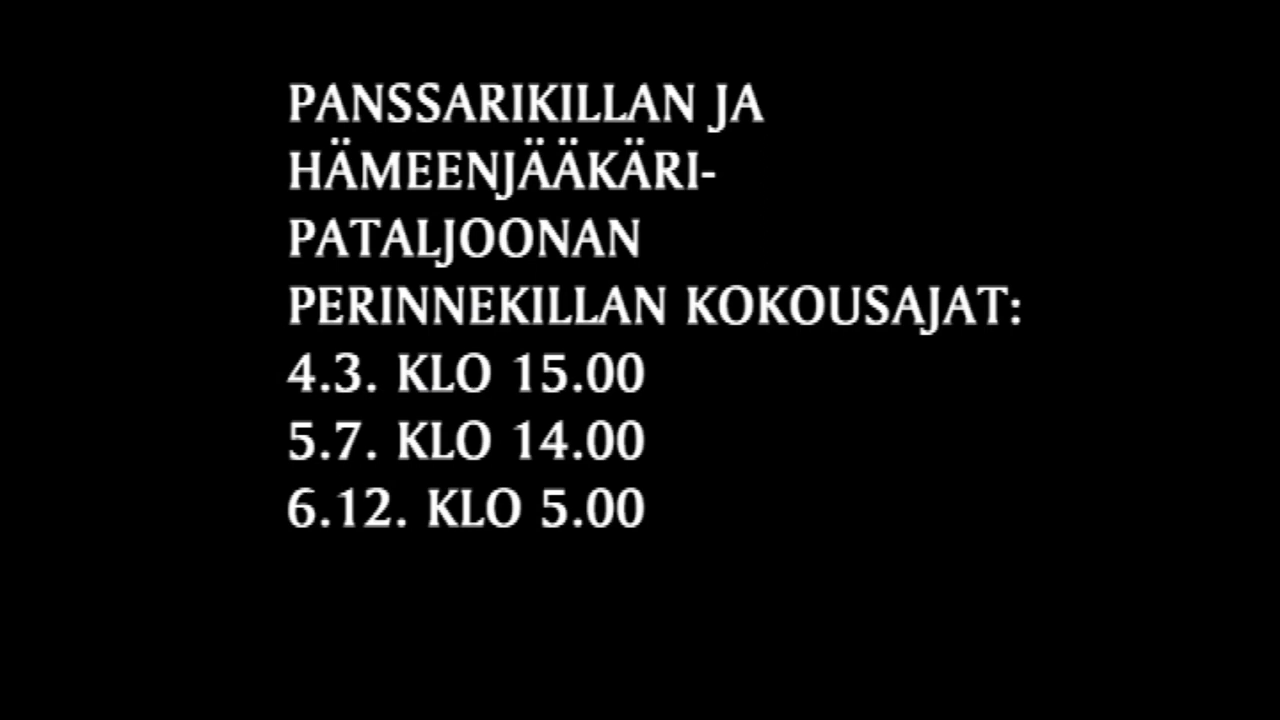 PANSSARIKILLAN JA
HÄMEENJÄÄKÄRI-
PATALJOONAN
PERINNEKILLAN KOKOUSAJAT:
4.3. KLO 15.00
5.7. KLO 14.00
6.12. KLO 5.00